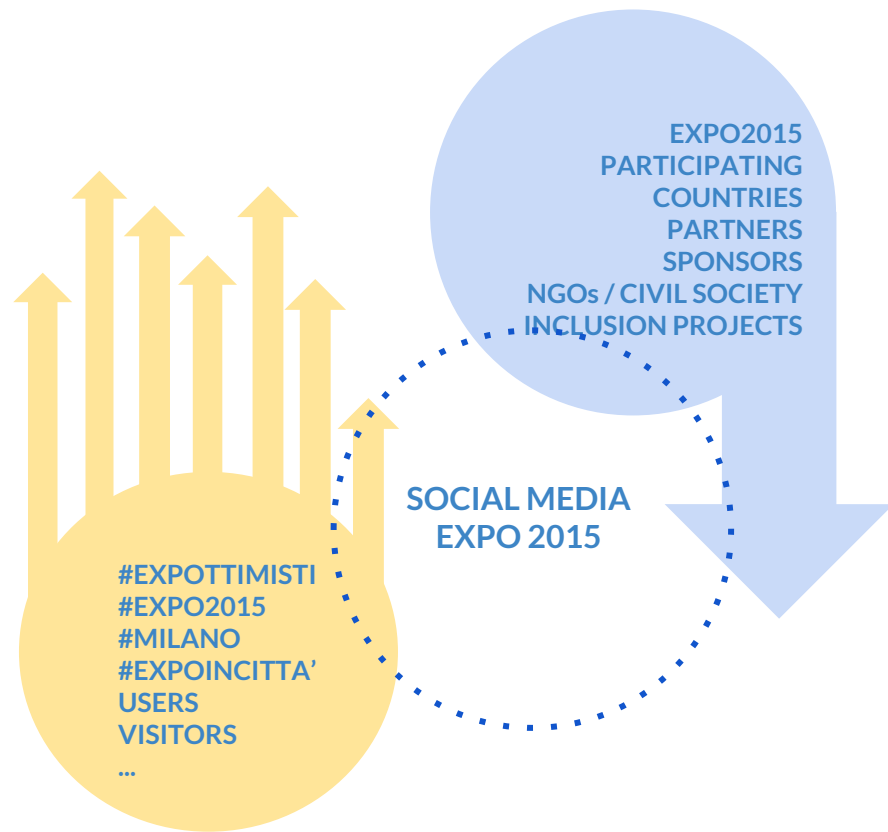 EXPO2015
PARTICIPATING
COUNTRIES
PARTNERS
SPONSORS
NGOs / CIVIL SOCIETY
INCLUSION PROJECTS
SOCIAL MEDIA
EXPO 2015
#EXPOTTIMISTI
#EXPO2015
#MILANO
#EXPOINCITTA’
USERS
VISITORS
...